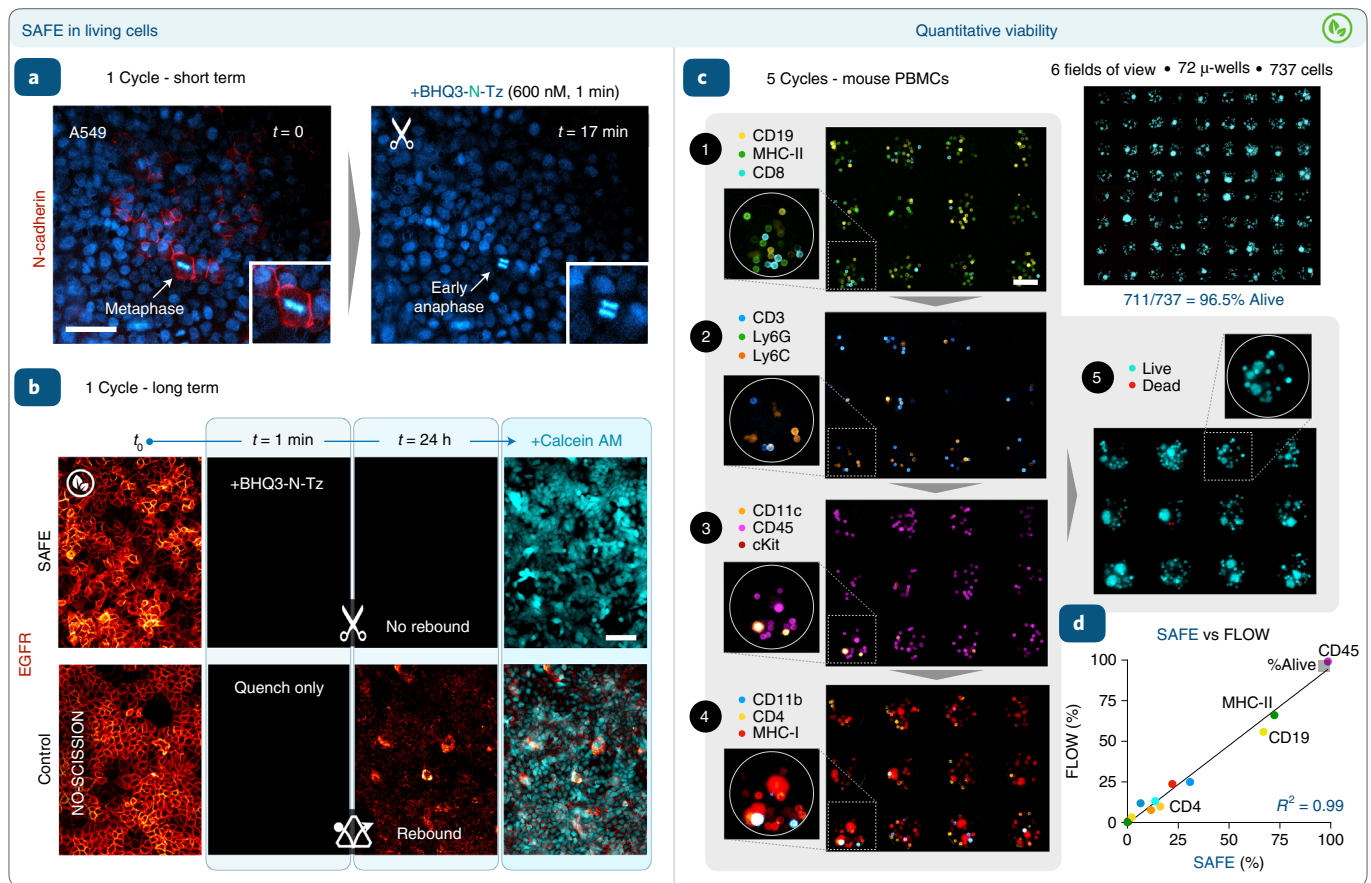 SAFE in living cells
Quantitative viability
a
1 Cycle - short term
+BHQ3-N-Tz (600 nM, 1 min)
A549
t = 0
t = 17 min
N-cadherin
Metaphase
Early
anaphase
b
1 Cycle - long term
t0
t = 1 min
t = 24 h
+Calcein AM
EGFR
SAFE
+BHQ3-N-Tz
No rebound
Control
NO-SCISSION
Quench only
Rebound
c
5 Cycles - mouse PBMCs
6 fields of view • 72 μ-wells • 737 cells
711/737 = 96.5% Alive
1
CD19
MHC-II
CD8
2
CD3
Ly6G
Ly6C
3
CD11c
CD45
cKit
4
CD11b
CD4
MHC-I
5
Live
Dead
d
SAFE vs FLOW
FLOW (%)
100
75
50
25
0
%Alive
CD45
MHC-II
CD19
CD4
R² = 0.99
0
25
50
75
100
SAFE (%)